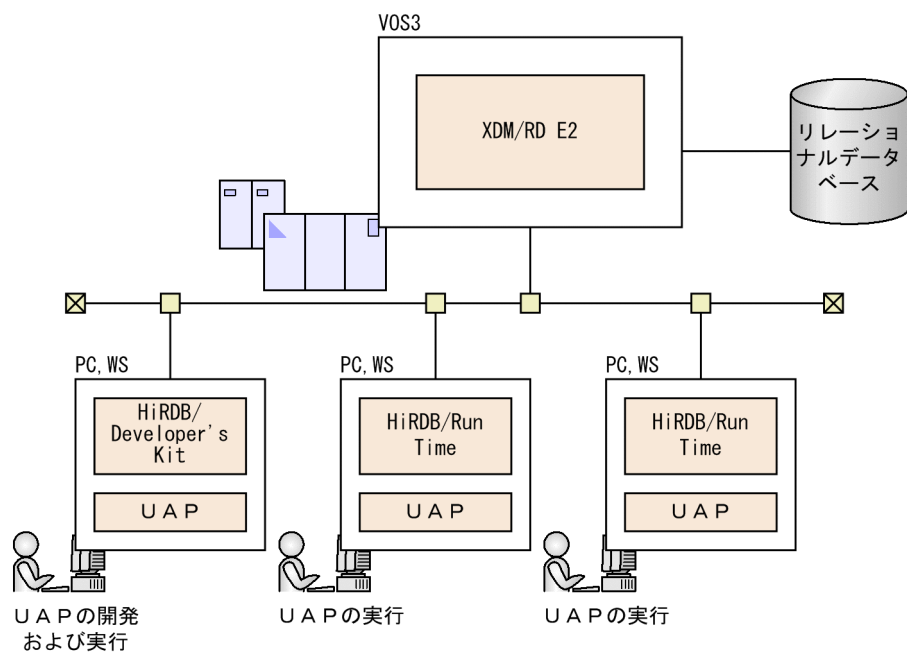 VOS3
XDM/RD E2
リレーショ
ナルデータ
ベース
PC,WS
HiRDB/
Developer's
Kit
UAP
UAPの開発
および実行
PC,WS
HiRDB/Run
Time
UAP
UAPの実行
PC,WS
HiRDB/Run
Time
UAP
UAPの実行